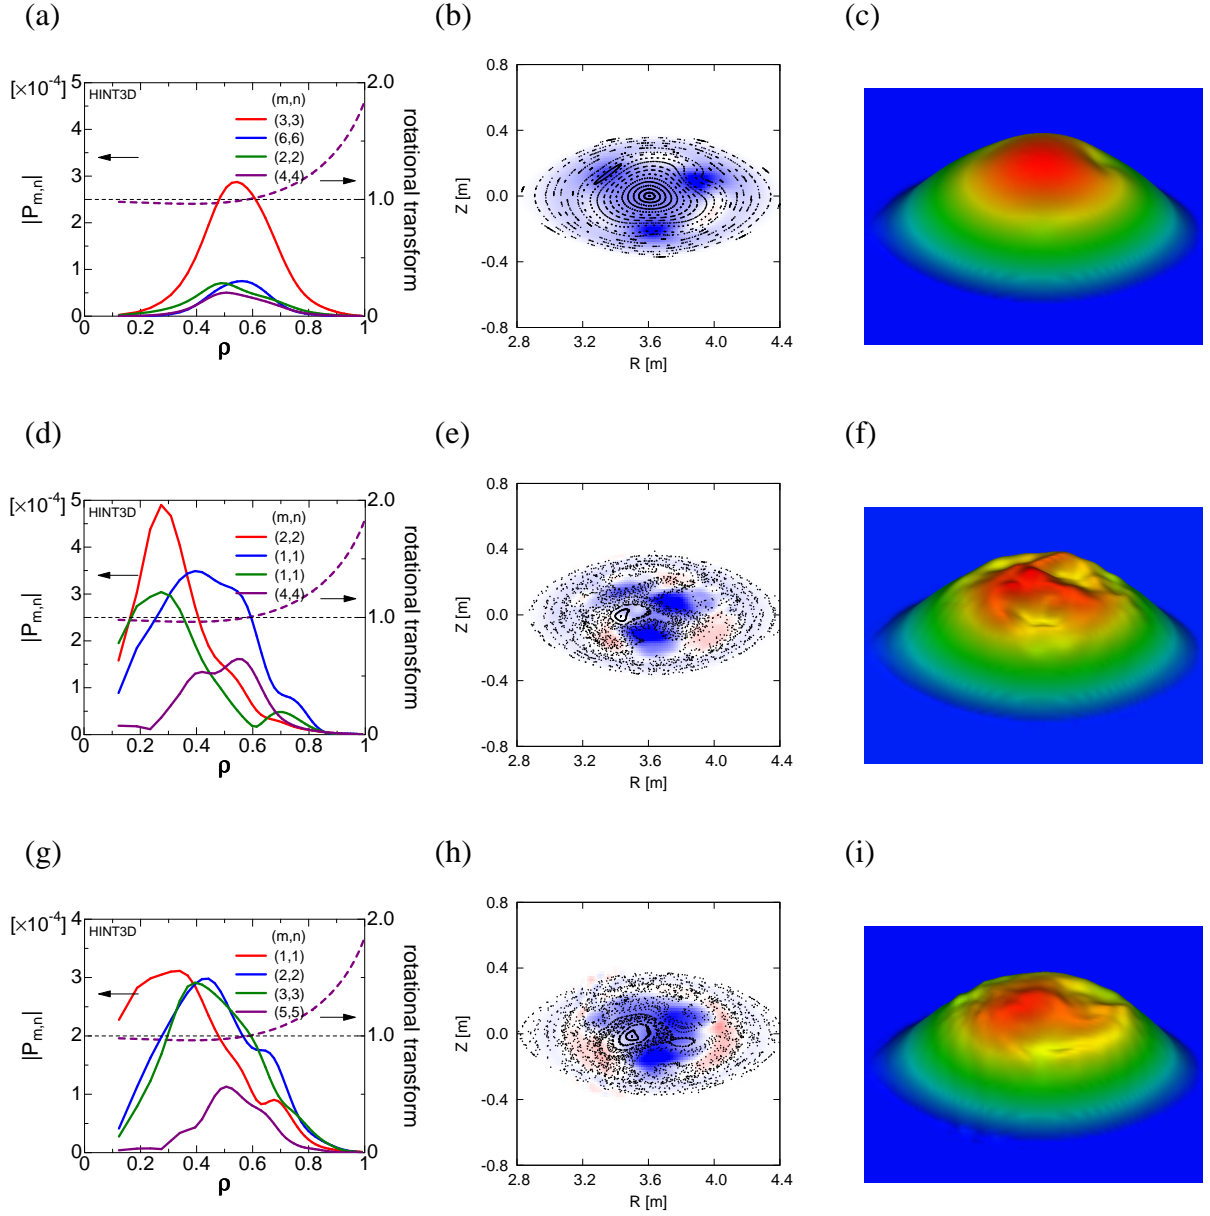 (a)
(b)
(c)
[×10⁻⁴]
5
4
3
2
1
0
HINT3D
(m,n)
(3,3)
(6,6)
(2,2)
(4,4)
2.0
1.0
0
|Pm,n|
rotational transform
0 0.2 0.4 0.6 0.8 1
ρ
0.8
0.4
0.0
-0.4
-0.8
Z [m]
2.8 3.2 3.6 4.0 4.4
R [m]
(d)
(e)
(f)
[×10⁻⁴]
5
4
3
2
1
0
HINT3D
(m,n)
(2,2)
(1,1)
(1,1)
(4,4)
2.0
1.0
0
|Pm,n|
rotational transform
0 0.2 0.4 0.6 0.8 1
ρ
0.8
0.4
0.0
-0.4
-0.8
Z [m]
2.8 3.2 3.6 4.0 4.4
R [m]
(g)
(h)
(i)
[×10⁻⁴]
4
3
2
1
0
HINT3D
(m,n)
(1,1)
(2,2)
(3,3)
(5,5)
2.0
1.0
0
|Pm,n|
rotational transform
0 0.2 0.4 0.6 0.8 1
ρ
0.8
0.4
0.0
-0.4
-0.8
Z [m]
2.8 3.2 3.6 4.0 4.4
R [m]